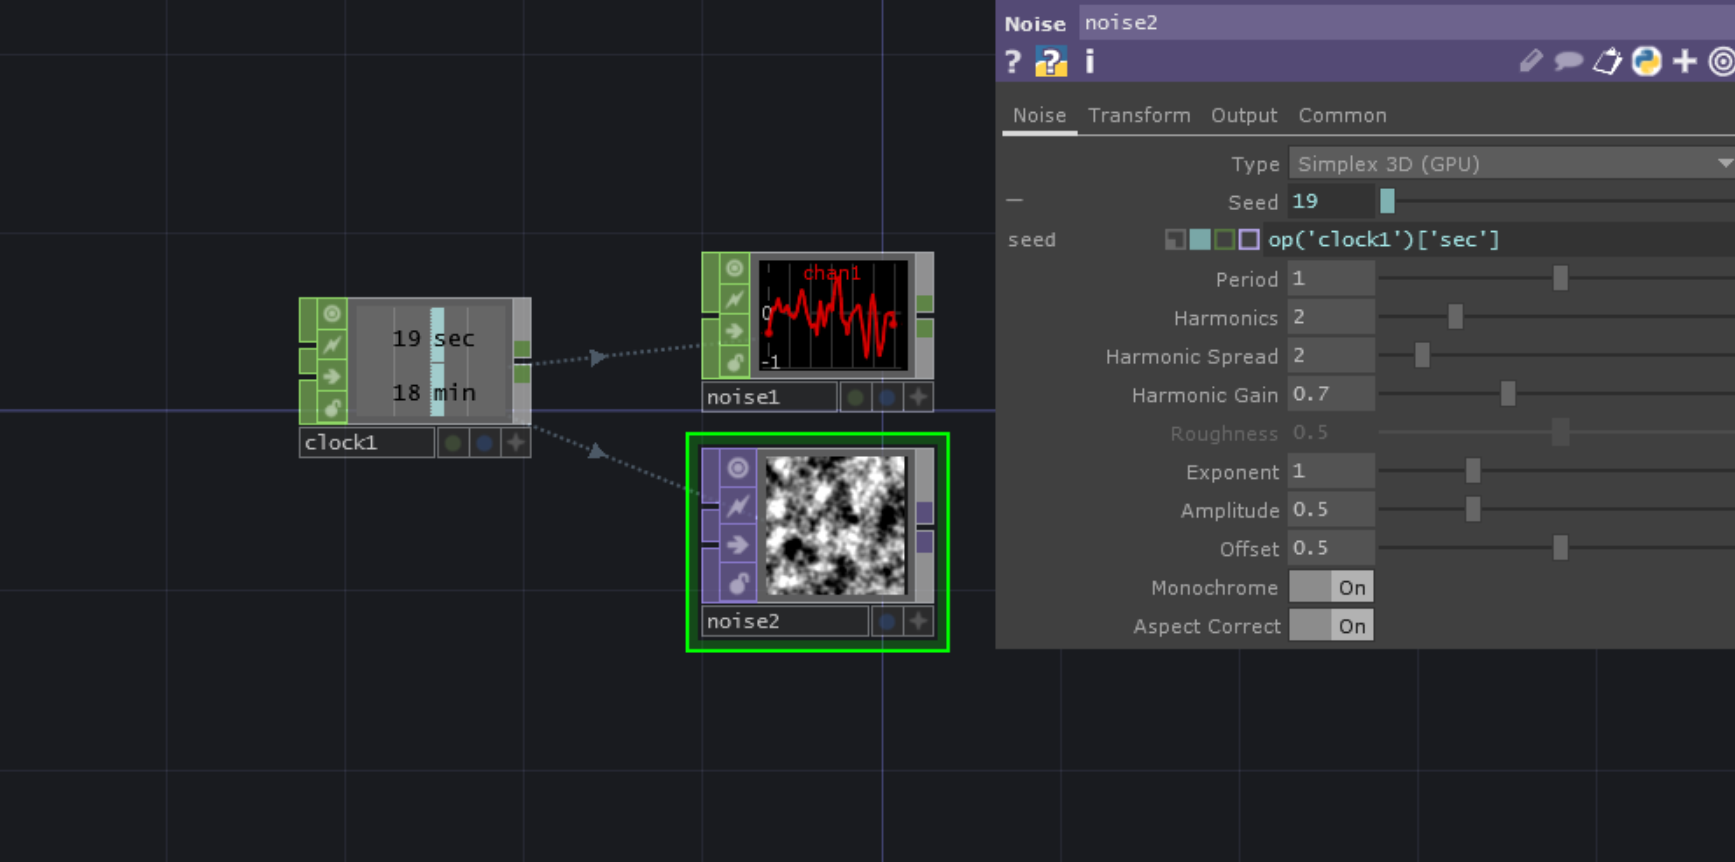 Noise noise2
? ? i
Noise Transform Output Common
Type Simplex 3D (GPU)
Seed 19
seed op('clock1')['sec']
Period 1
Harmonics 2
Harmonic Spread 2
Harmonic Gain 0.7
Roughness 0.5
Exponent 1
Amplitude 0.5
Offset 0.5
Monochrome On
Aspect Correct On
19 sec
18 min
clock1
chan1
0
-1
noise1
noise2